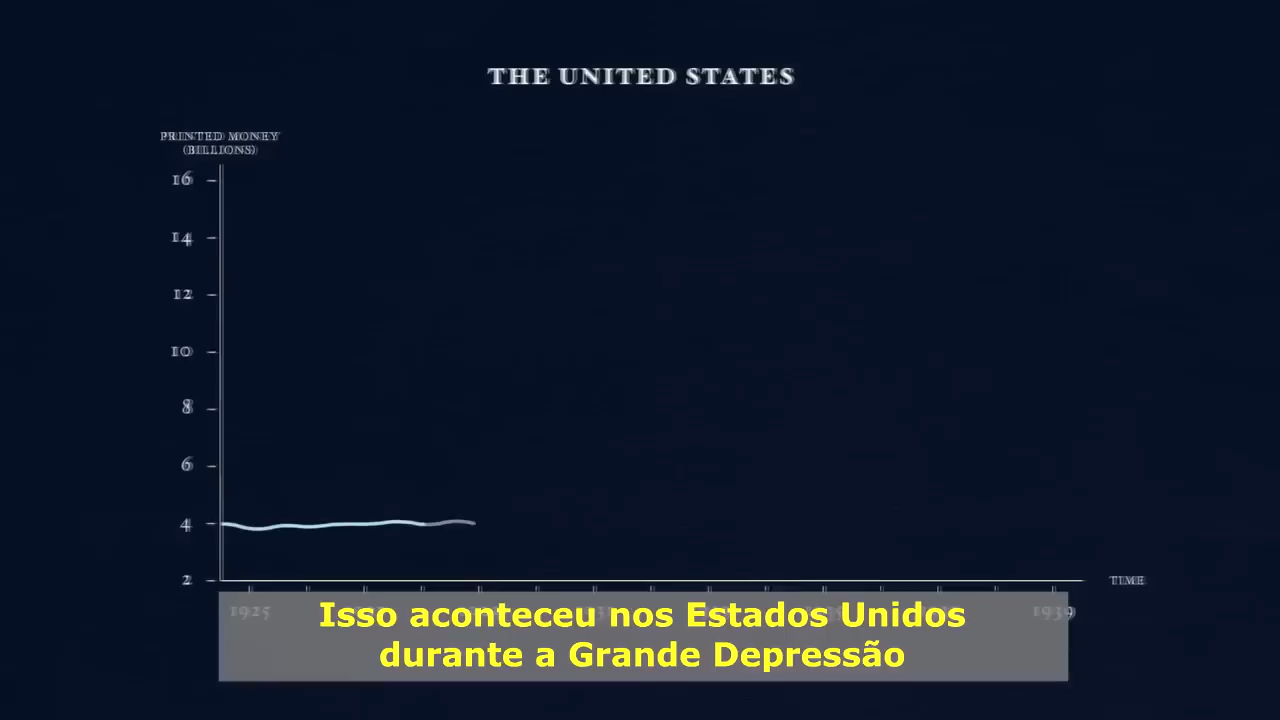 THE UNITED STATES
PRINTED MONEY
(BILLIONS)
16
14
12
10
8
6
4
2
TIME
1925 1939
Isso aconteceu nos Estados Unidos
durante a Grande Depressão